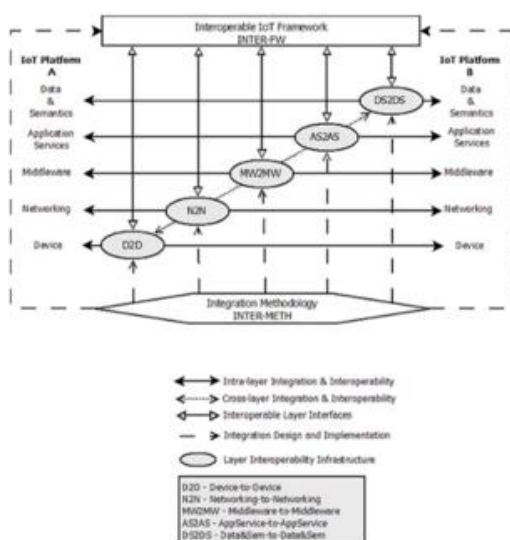 Interoperable IoT Framework
INTER-FW
IoT Platform
A
IoT Platform
B
Data
&
Semantics
DS2DS
Data
&
Semantics
Application
Services
AS2AS
Application
Services
Middleware
MW2MW
Middleware
Networking
N2N
Networking
Device
D2D
Device
Integration Methodology
INTER-METH
Intra-layer Integration & Interoperability
Cross-layer Integration & Interoperability
Interoperable Layer Interfaces
Integration Design and Implementation
Layer Interoperability Infrastructure
D2D - Device-to-Device
N2N - Networking-to-Networking
MW2MW - Middleware-to-Middleware
AS2AS - AppService-to-AppService
DS2DS - Data&Sem-to-Data&Sem